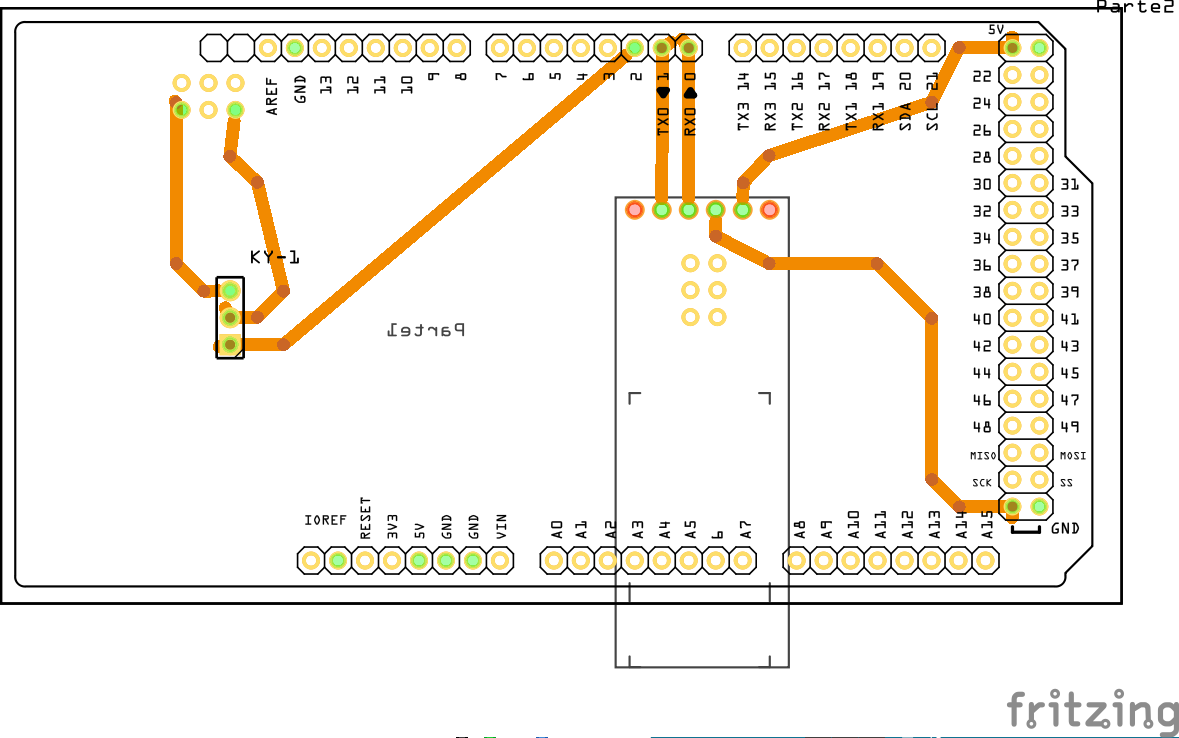 Parte2
5V
AREF
GND
13
12
11
10
9
8
7
6
5
4
3
2
TX0 1
RX0 0
TX3 14
RX3 15
TX2 16
RX2 17
TX1 18
RX1 19
SDA 20
SCL 21
22
24
26
28
30 31
32 33
34 35
36 37
38 39
40 41
42 43
44 45
46 47
48 49
MISO MOSI
SCK SS
GND
KY-1
Parte1
IOREF
RESET
3V3
5V
GND
GND
VIN
A0
A1
A2
A3
A4
A5
6
A7
A8
A9
A10
A11
A12
A13
A14
A15
fritzing